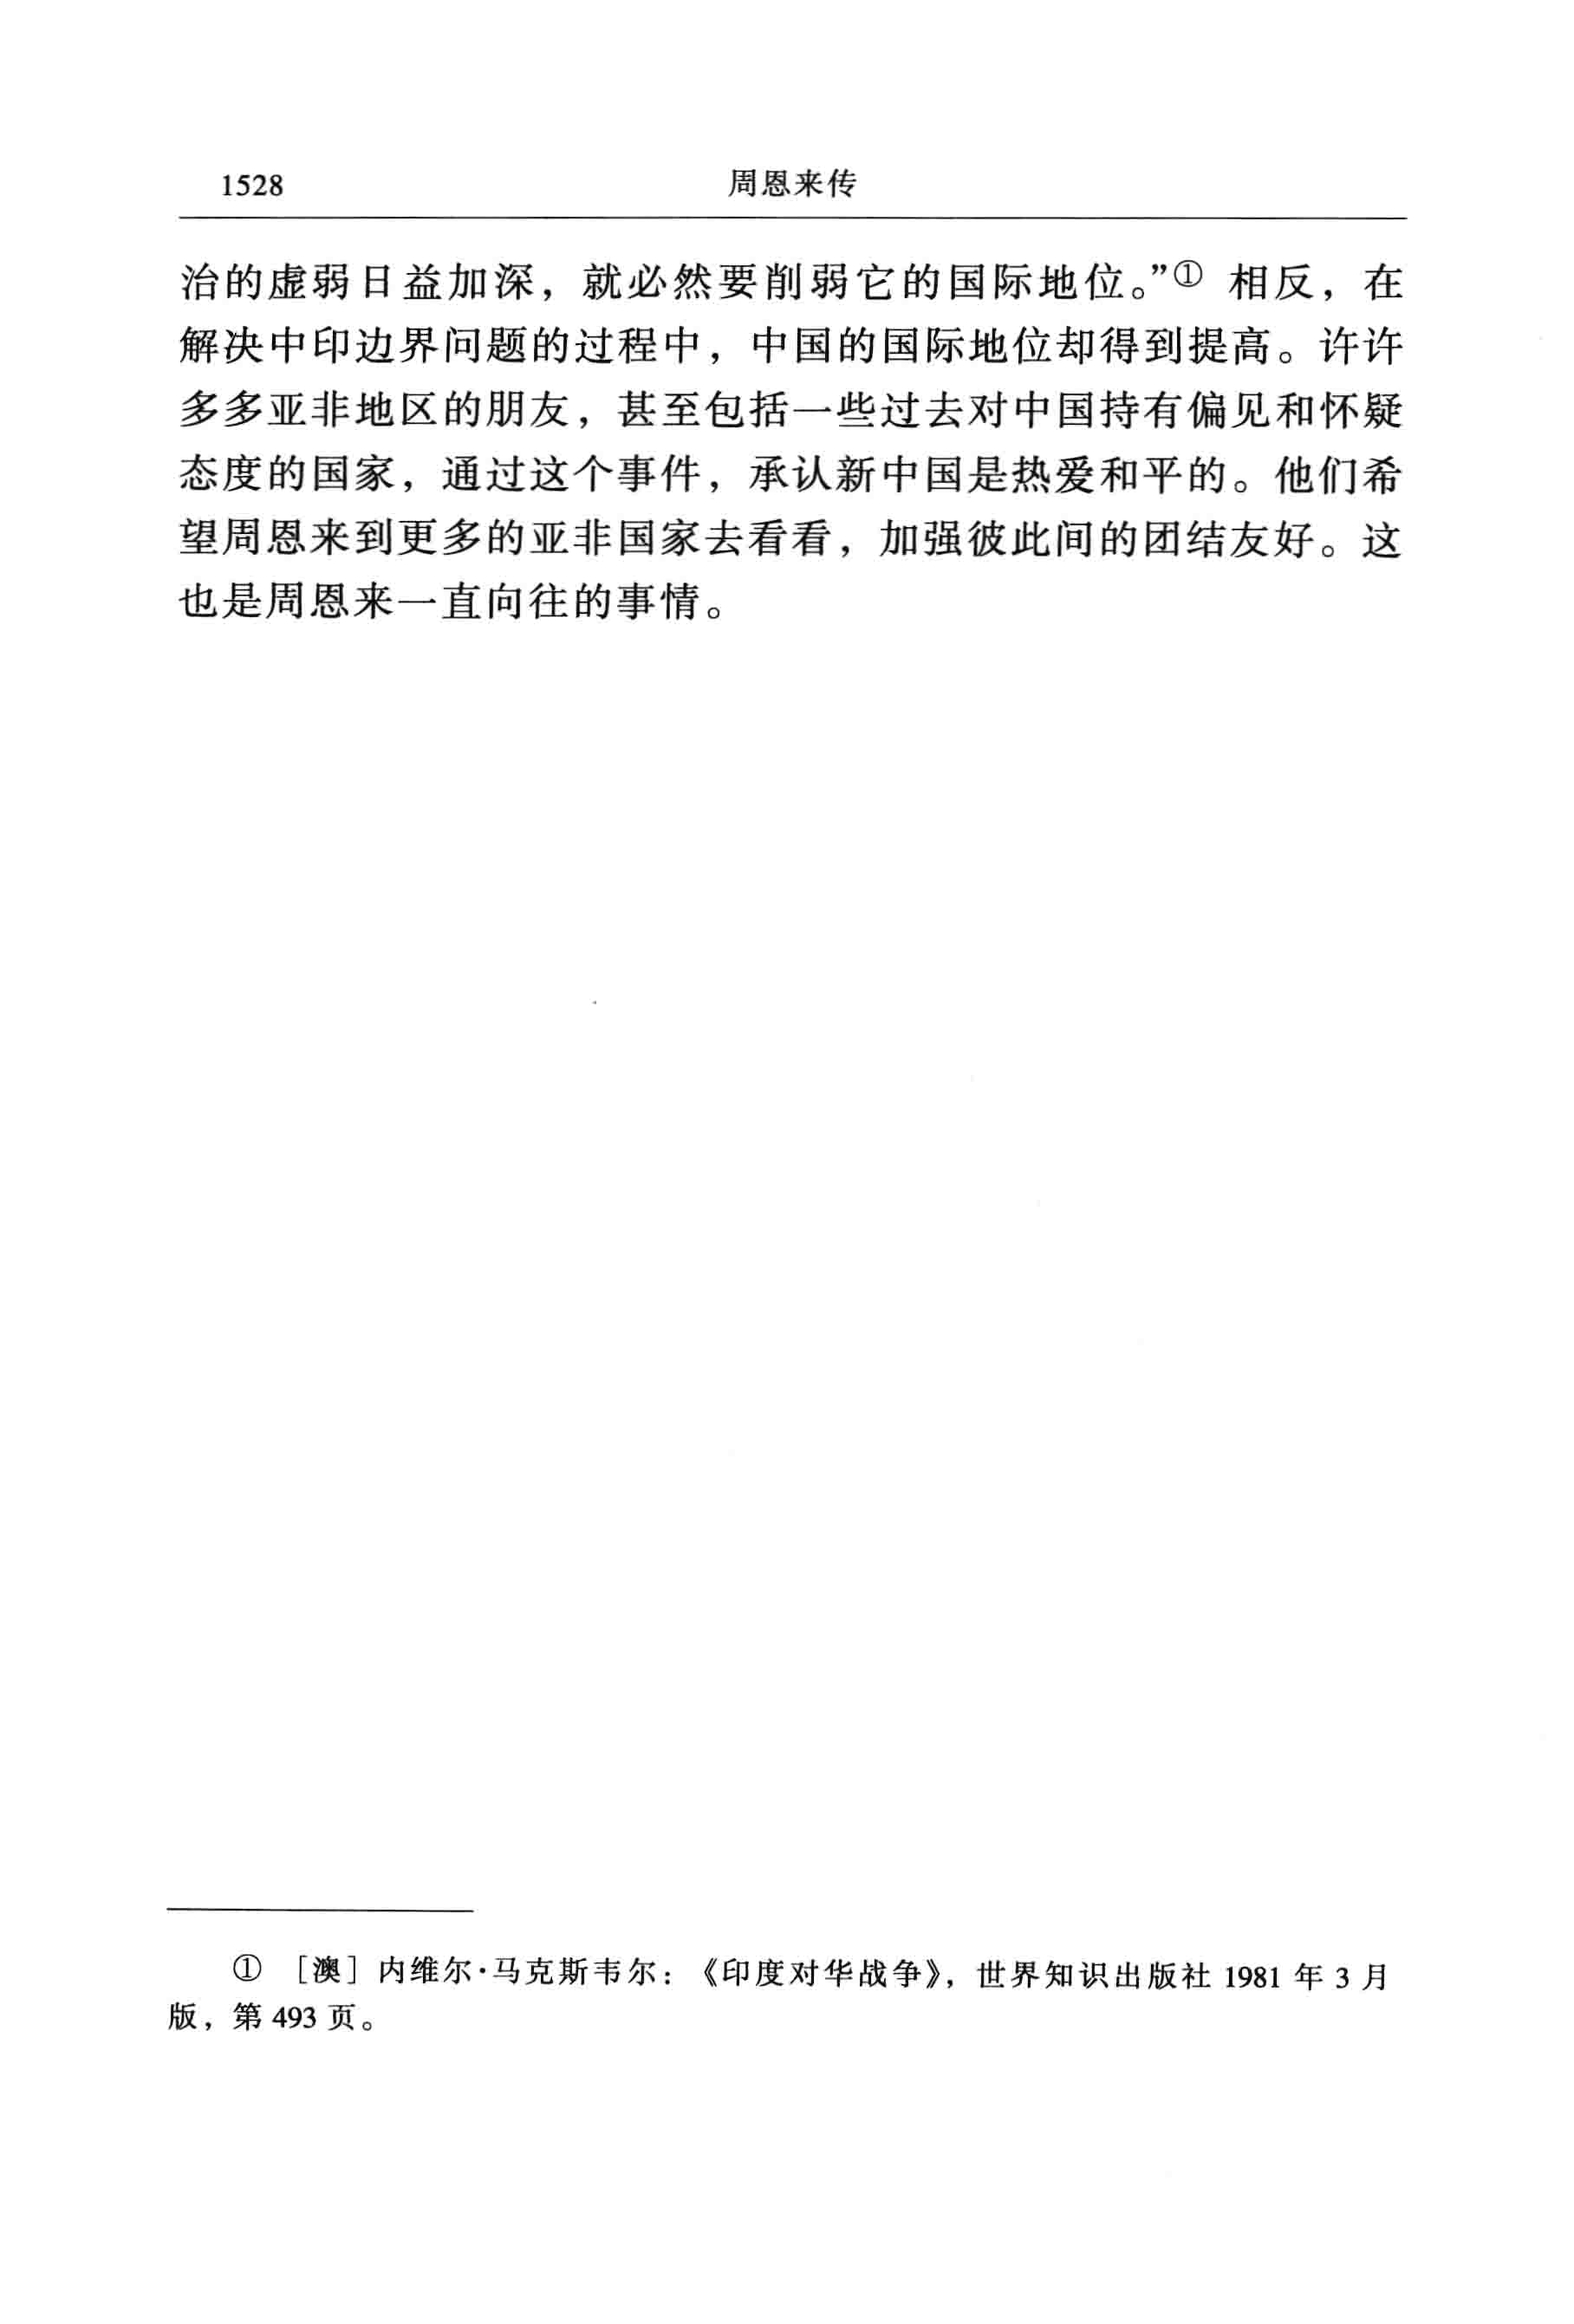 1528 周恩来传
治的虚弱日益加深，就必然要削弱它的国际地位。”① 相反，在
解决中印边界问题的过程中，中国的国际地位却得到提高。许许
多多亚非地区的朋友，甚至包括一些过去对中国持有偏见和怀疑
态度的国家，通过这个事件，承认新中国是热爱和平的。他们希
望周恩来到更多的亚非国家去看看，加强彼此间的团结友好。这
也是周恩来一直向往的事情。
① ［澳］内维尔·马克斯韦尔：《印度对华战争》，世界知识出版社 1981 年 3 月
版，第 493 页。